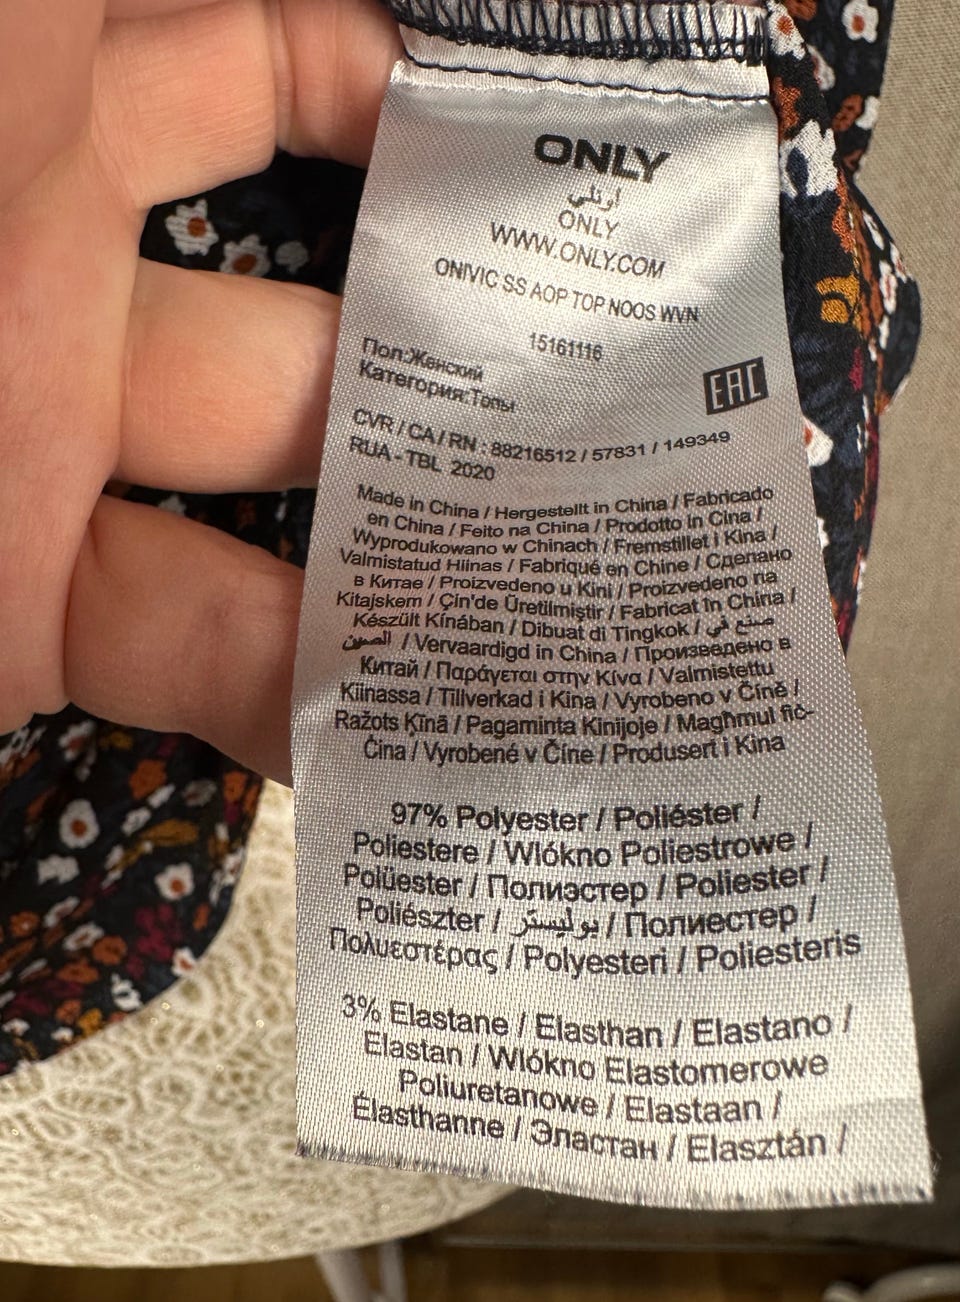 ONLY
اونلي
ONLY
WWW.ONLY.COM
ONIVIC SS AOP TOP NOOS WVN
15161116
Пол:Женский
Категория:Топы
EAC
CVR / CA / RN : 88216512 / 57831 / 149349
RUA - TBL 2020
Made in China / Hergestellt in China / Fabricado
en China / Feito na China / Prodotto in Cina /
Wyprodukowano w Chinach / Fremstillet i Kina /
Valmistatud Hiinas / Fabriqué en Chine / Сделано
в Китае / Proizvedeno u Kini / Proizvedeno na
Kitajskem / Çin'de Üretilmiştir / Fabricat în China /
Készült Kínában / Dibuat di Tingkok / صنع في
الصين / Vervaardigd in China / Произведено в
Китай / Παράγεται στην Κίνα / Valmistettu
Kiinassa / Tillverkad i Kina / Vyrobeno v Číně /
Ražots Ķīnā / Pagaminta Kinijoje / Magħmul fiċ-
Ċina / Vyrobené v Číne / Produsert i Kina
97% Polyester / Poliéster /
Poliestere / Wlókno Poliestrowe /
Polüester / Полиэстер / Poliester /
Poliészter / بوليستر / Полиестер /
Πολυεστέρας / Polyesteri / Poliesteris
3% Elastane / Elasthan / Elastano /
Elastan / Wlókno Elastomerowe
Poliuretanowe / Elastaan /
Élasthanne / Эластан / Elasztán /